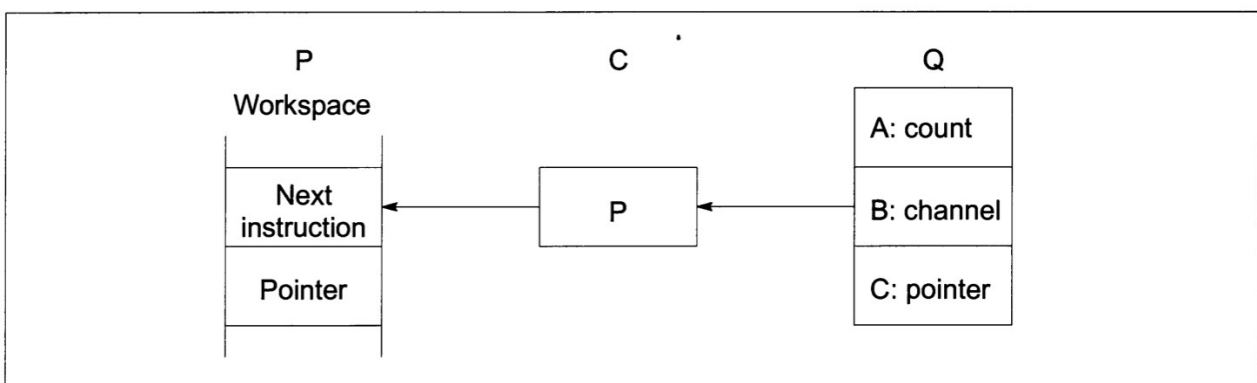 P
C
Q
Workspace
A: count
Next
instruction
P
B: channel
Pointer
C: pointer